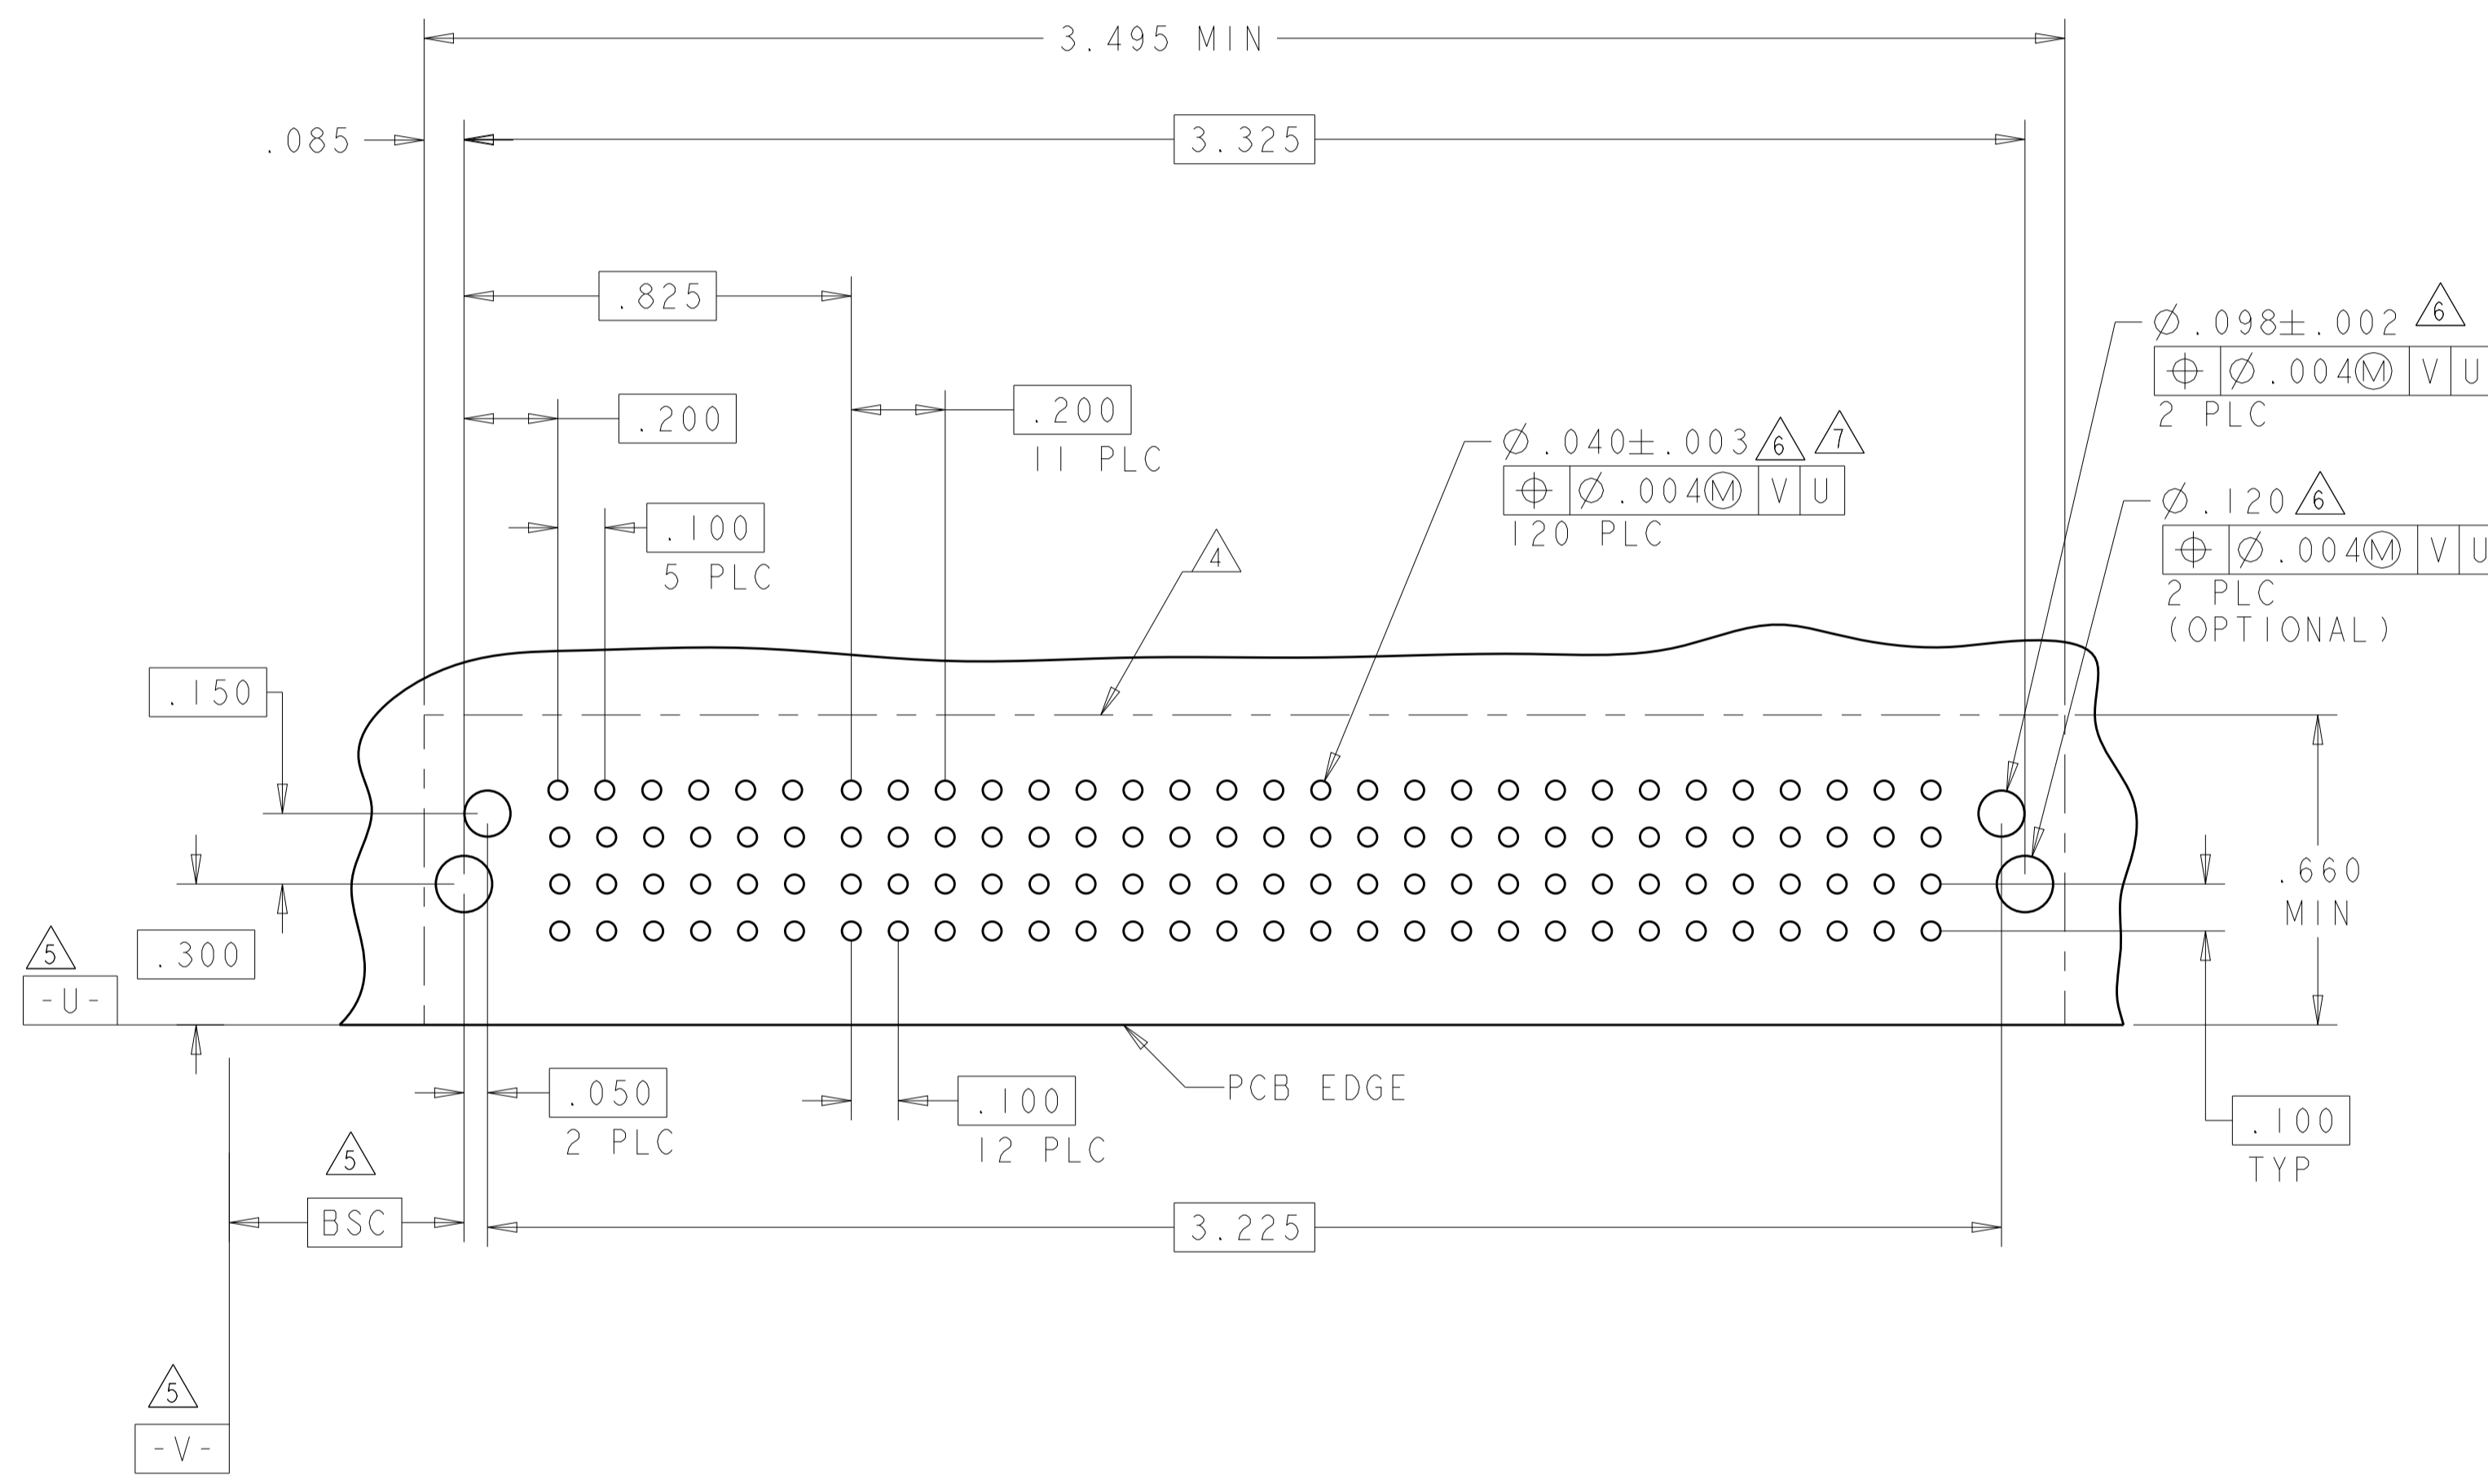 3.495 MIN
.085
3.325
.825
.200
.200
11 PLC
.100
5 PLC
Ø.098±.002 6
⌖ Ø.004Ⓜ V U
2 PLC
Ø.040±.003 6 7
⌖ Ø.004Ⓜ V U
120 PLC
Ø.120 6
⌖ Ø.004Ⓜ V U
2 PLC
(OPTIONAL)
4
.150
.660
MIN
.300
5
-U-
.050
2 PLC
.100
12 PLC
PCB EDGE
.100
TYP
5
BSC
3.225
5
-V-